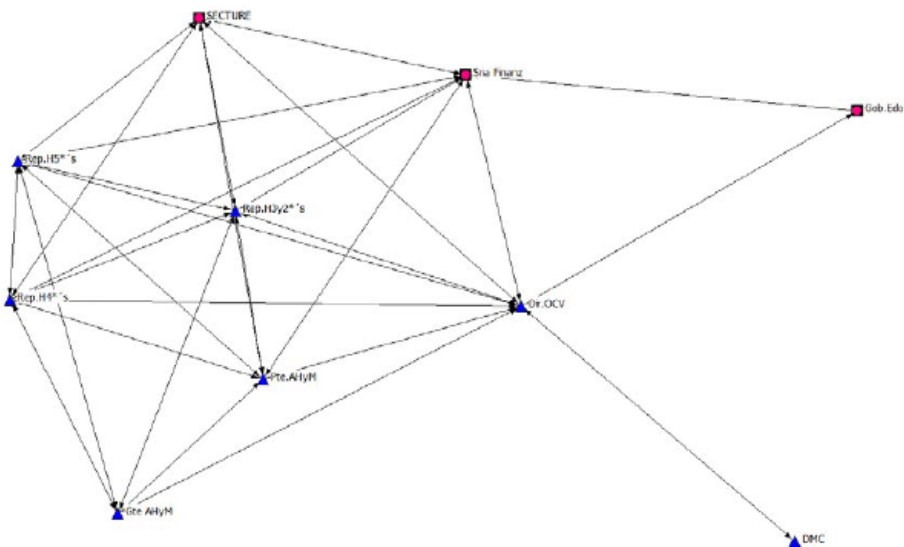 SECTURE
Sria Finanz
Gob.Edo
Rep.H5*´s
Rep.H3y2*´s
Rep.H4*´s
Dir.OCV
Pte.AHyM
Gte AHyM
DMC